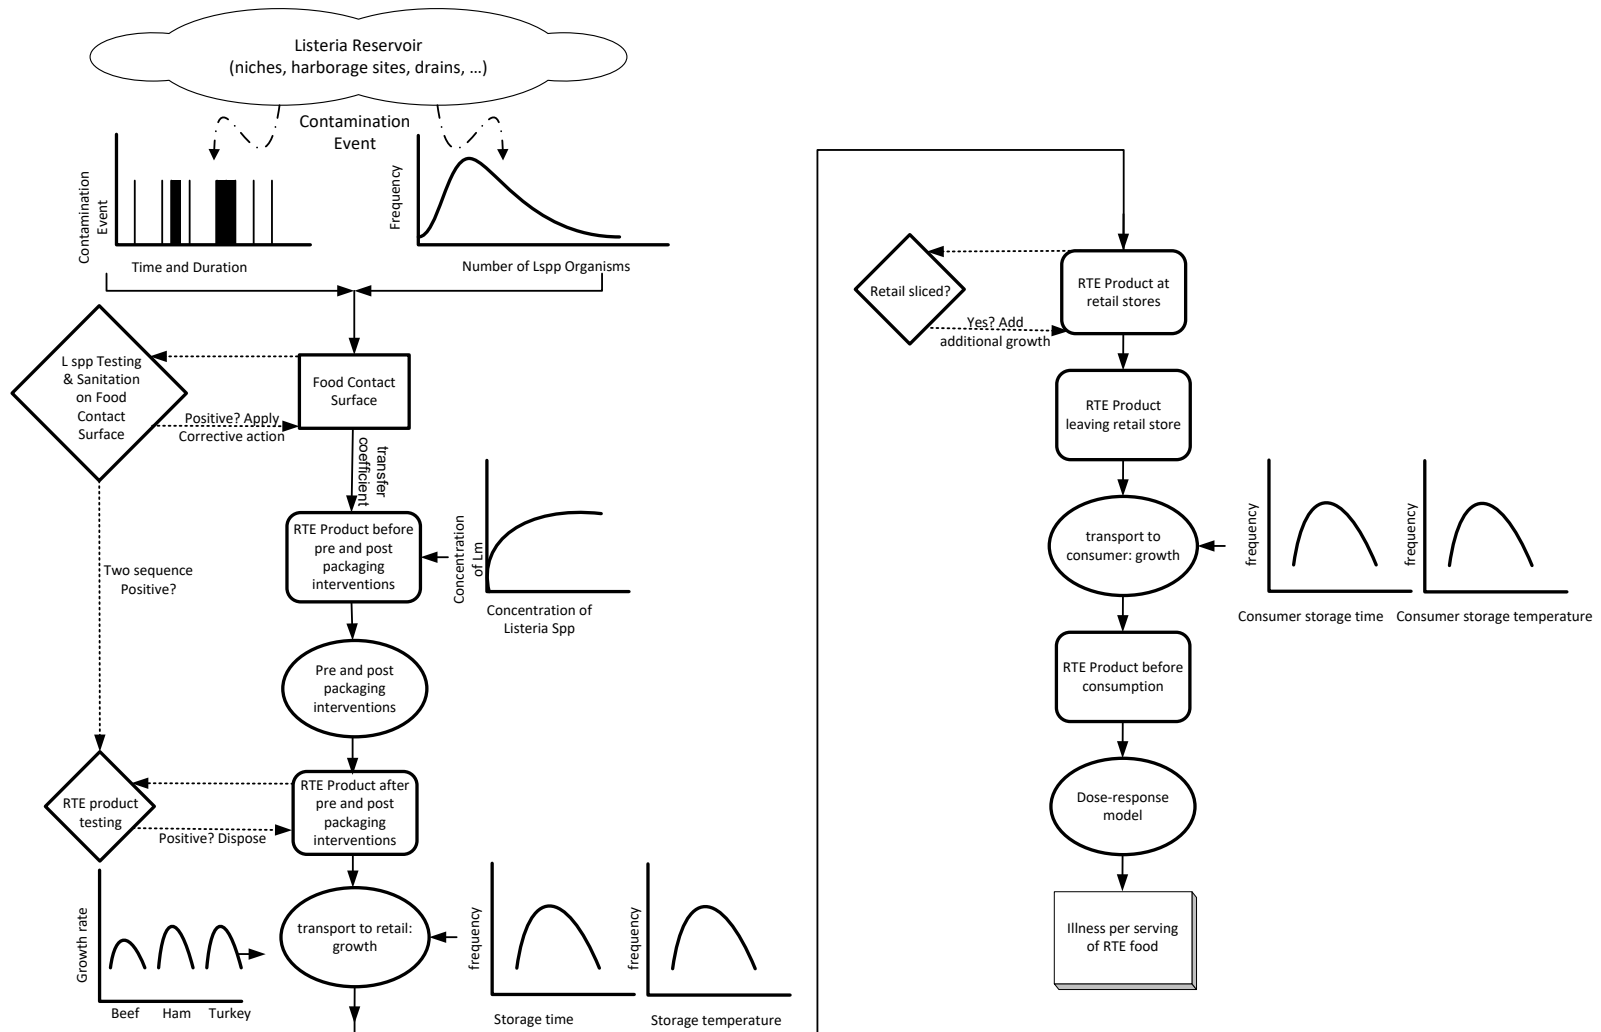 Listeria Reservoir
(niches, harborage sites, drains, ...)
Contamination
Event
Contamination
Event
Time and Duration
Frequency
Number of Lspp Organisms
L spp Testing
& Sanitation
on Food
Contact
Surface
Food Contact
Surface
Positive? Apply
Corrective action
transfer
coefficient
RTE Product before
pre and post
packaging
interventions
Concentration
of Lm
Concentration of
Listeria Spp
Two sequence
Positive?
Pre and post
packaging
interventions
RTE product
testing
RTE Product after
pre and post
packaging
interventions
Positive? Dispose
Growth rate
Beef
Ham
Turkey
transport to retail:
growth
frequency
Storage time
frequency
Storage temperature
Retail sliced?
Yes? Add
additional growth
RTE Product at
retail stores
RTE Product
leaving retail store
transport to
consumer: growth
frequency
Consumer storage time
frequency
Consumer storage temperature
RTE Product before
consumption
Dose-response
model
Illness per serving
of RTE food